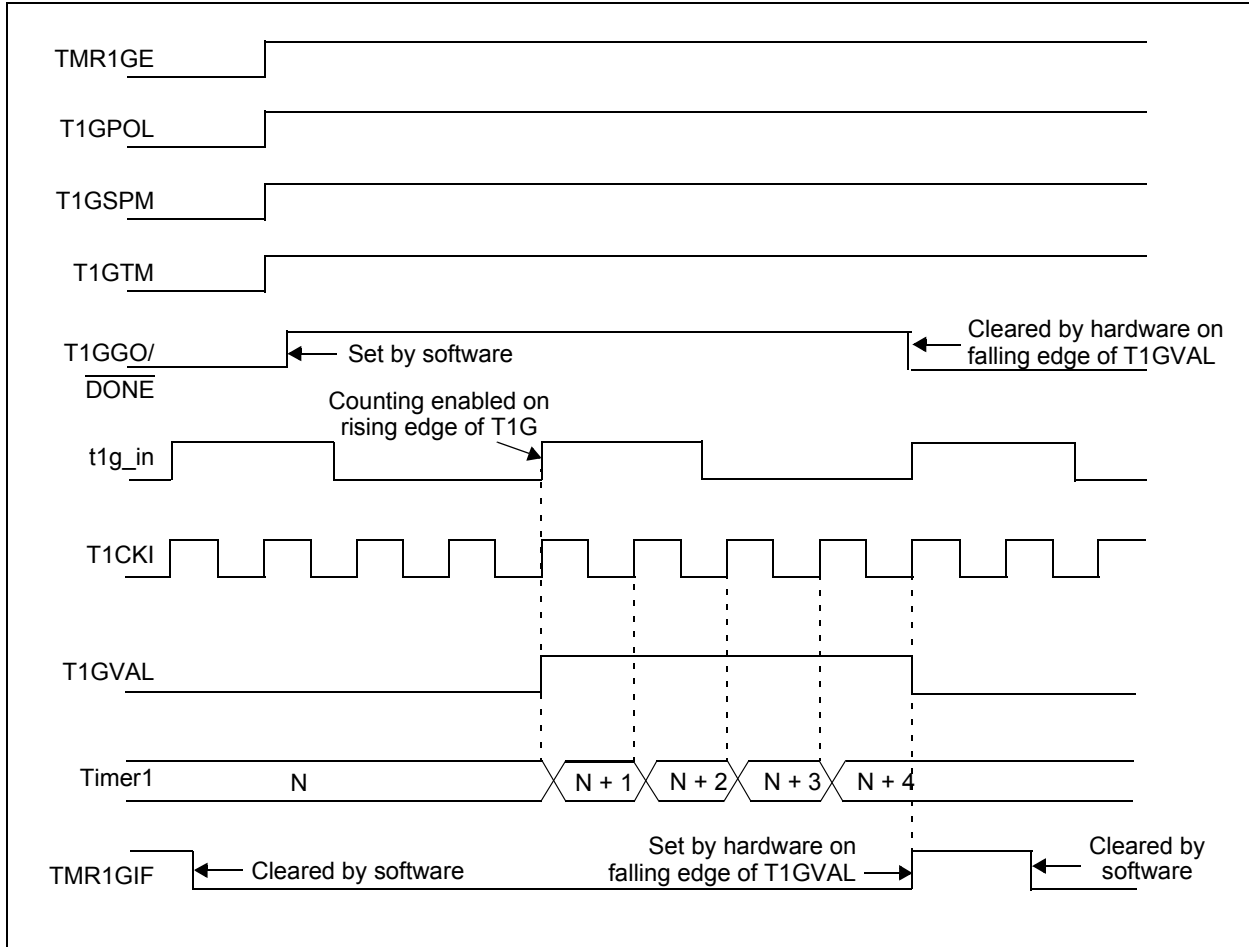 TMR1GE
T1GPOL
T1GSPM
T1GTM
T1GGO/
DONE
Set by software
Cleared by hardware on
falling edge of T1GVAL
Counting enabled on
rising edge of T1G
t1g_in
T1CKI
T1GVAL
Timer1
N
N + 1
N + 2
N + 3
N + 4
TMR1GIF
Cleared by software
Set by hardware on
falling edge of T1GVAL
Cleared by
software